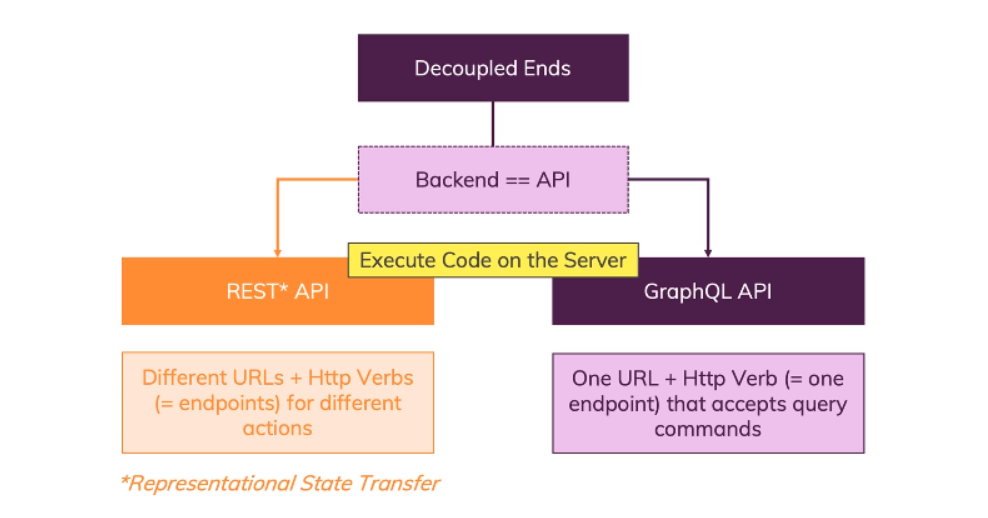 Decoupled Ends
Backend == API
Execute Code on the Server
REST* API
GraphQL API
Different URLs + Http Verbs
(= endpoints) for different
actions
One URL + Http Verb (= one
endpoint) that accepts query
commands
*Representational State Transfer